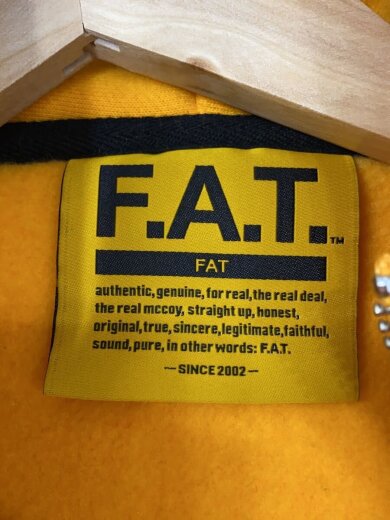 F.A.T.™
FAT
authentic, genuine, for real, the real deal,
the real mccoy, straight up, honest,
original, true, sincere, legitimate, faithful,
sound, pure, in other words: F.A.T.
— SINCE 2002 —